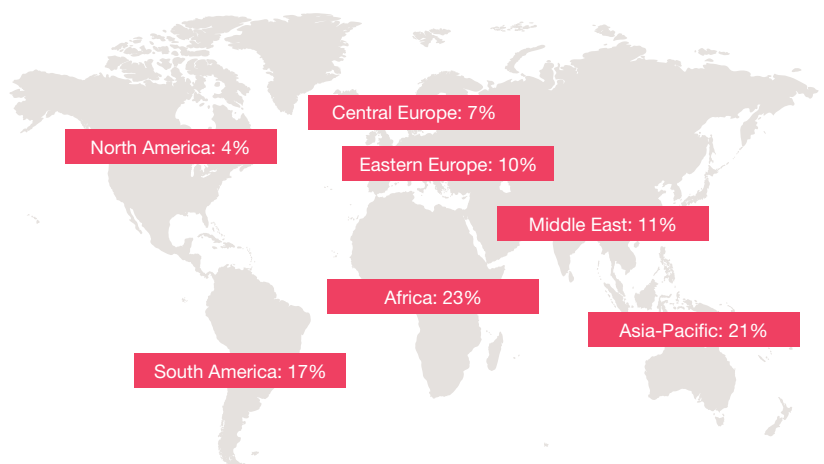 Central Europe: 7%
North America: 4%
Eastern Europe: 10%
Middle East: 11%
Africa: 23%
Asia-Pacific: 21%
South America: 17%